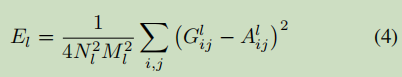 E_l = \frac{1}{4N_l^2 M_l^2} \sum_{i,j} \left( G_{ij}^l - A_{ij}^l \right)^2 (4)